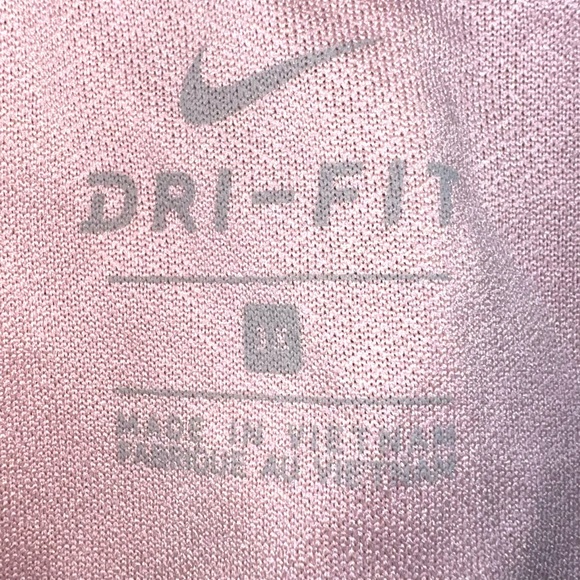 DRI-FIT
M
MADE IN VIETNAM
FABRIQUÉ AU VIETNAM